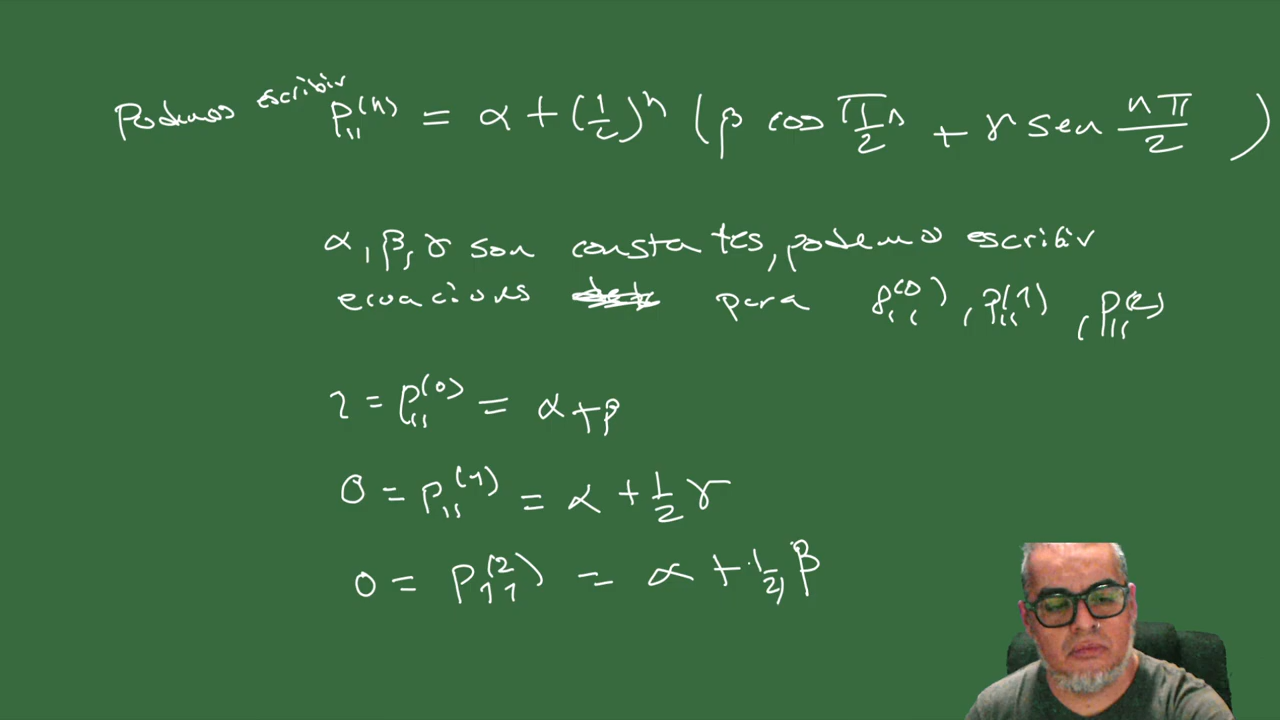 Podemos escribir P₁₁⁽ⁿ⁾ = α + (1/2)ⁿ (β cos πn/2 + γ sen nπ/2)
α, β, γ son constates, podemos escribir
ecuaciones para P₁₁⁽⁰⁾, P₁₁⁽¹⁾, P₁₁⁽²⁾
1 = P₁₁⁽⁰⁾ = α + β
0 = P₁₁⁽¹⁾ = α + 1/2 γ
0 = P₁₁⁽²⁾ = α + 1/2 β